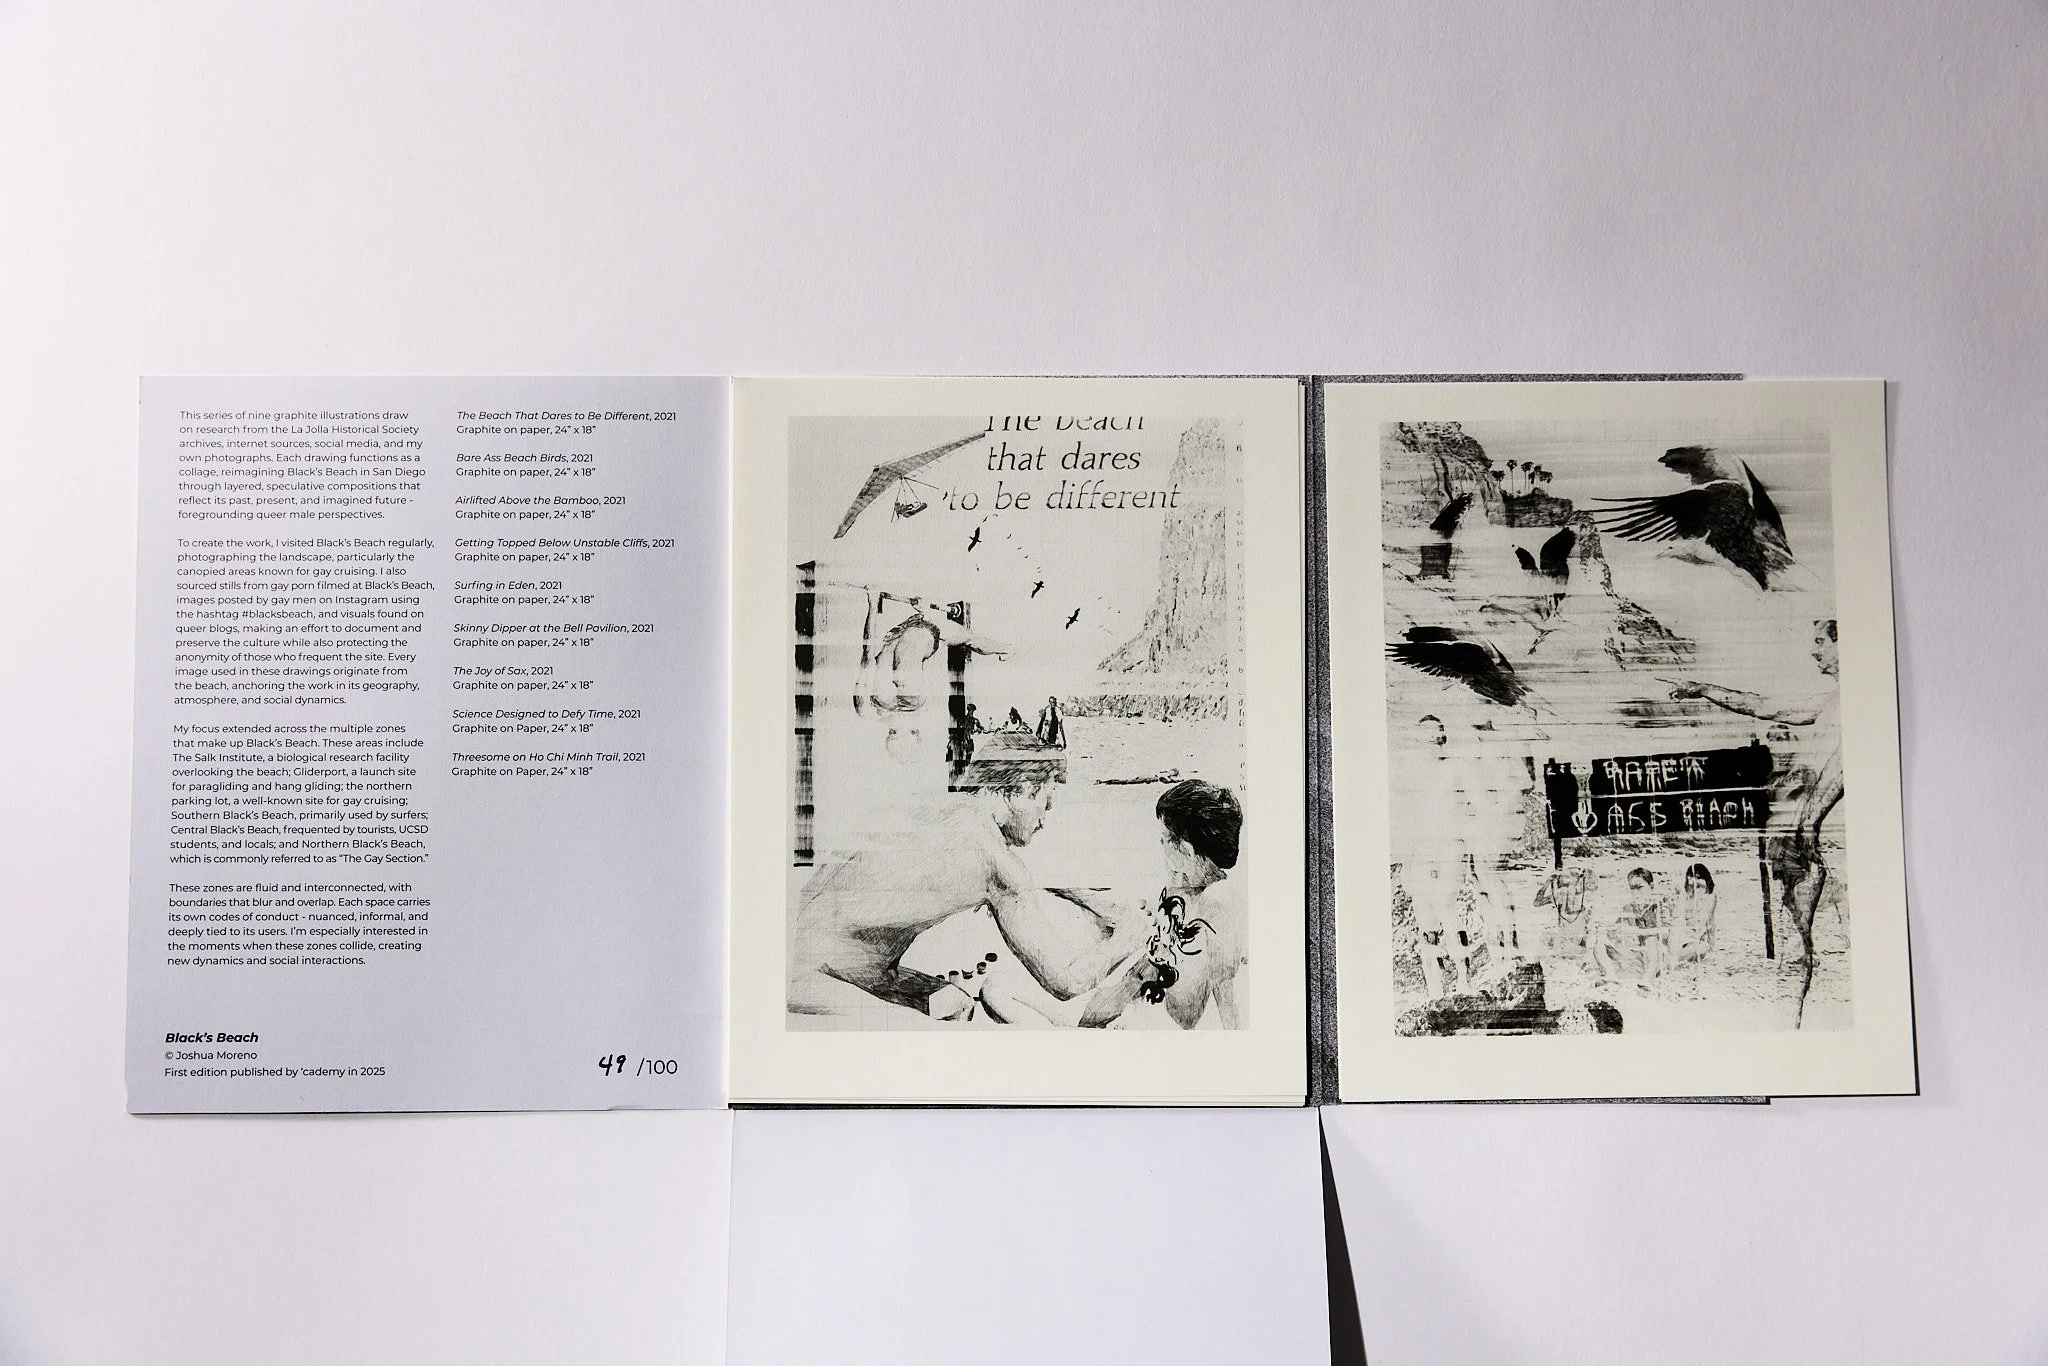 This series of nine graphite illustrations draw
on research from the La Jolla Historical Society
archives, internet sources, social media, and my
own photographs. Each drawing functions as a
collage, reimagining Black's Beach in San Diego
through layered, speculative compositions that
reflect its past, present, and imagined future -
foregrounding queer male perspectives.
To create the work, I visited Black's Beach regularly,
photographing the landscape, particularly the
canopied areas known for gay cruising. I also
sourced stills from gay porn filmed at Black's Beach,
images posted by gay men on Instagram using
the hashtag #blacksbeach, and visuals found on
queer blogs, making an effort to document and
preserve the culture while also protecting the
anonymity of those who frequent the site. Every
image used in these drawings originate from
the beach, anchoring the work in its geography,
atmosphere, and social dynamics.
My focus extended across the multiple zones
that make up Black's Beach. These areas include
The Salk Institute, a biological research facility
overlooking the beach; Gliderport, a launch site
for paragliding and hang gliding; the northern
parking lot, a well-known site for gay cruising;
Southern Black's Beach, primarily used by surfers;
Central Black's Beach, frequented by tourists, UCSD
students, and locals; and Northern Black's Beach,
which is commonly referred to as "The Gay Section."
These zones are fluid and interconnected, with
boundaries that blur and overlap. Each space carries
its own codes of conduct - nuanced, informal, and
deeply tied to its users. I'm especially interested in
the moments when these zones collide, creating
new dynamics and social interactions.
Black's Beach
© Joshua Moreno
First edition published by 'cademy in 2025
The Beach That Dares to Be Different, 2021
Graphite on paper, 24" x 18"
Bare Ass Beach Birds, 2021
Graphite on paper, 24" x 18"
Airlifted Above the Bamboo, 2021
Graphite on paper, 24" x 18"
Getting Topped Below Unstable Cliffs, 2021
Graphite on paper, 24" x 18"
Surfing in Eden, 2021
Graphite on paper, 24" x 18"
Skinny Dipper at the Bell Pavilion, 2021
Graphite on paper, 24" x 18"
The Joy of Sax, 2021
Graphite on paper, 24" x 18"
Science Designed to Defy Time, 2021
Graphite on Paper, 24" x 18"
Threesome on Ho Chi Minh Trail, 2021
Graphite on Paper, 24" x 18"
49 /100
The beach
that dares
to be different
ASS BEACH